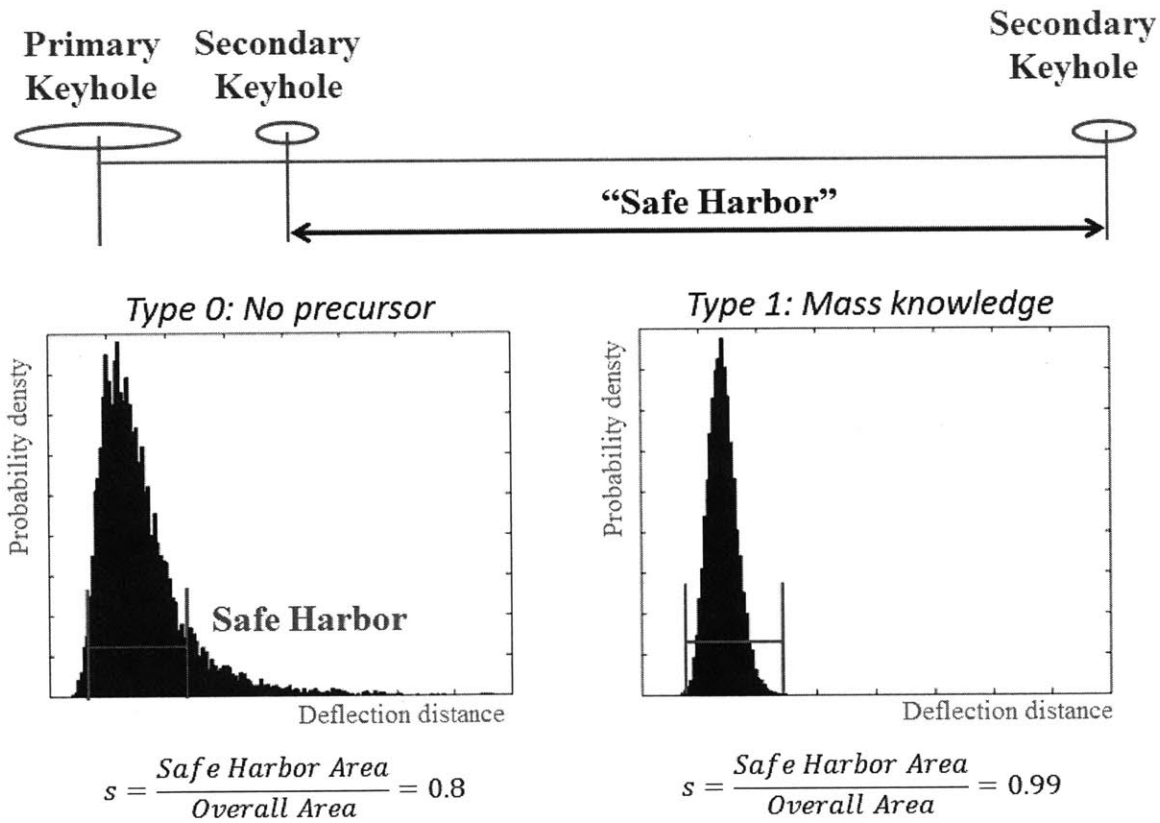 Primary
Keyhole
Secondary
Keyhole
Secondary
Keyhole
“Safe Harbor”
Type 0: No precursor
Probability densty
Safe Harbor
Deflection distance
s = Safe Harbor Area / Overall Area = 0.8
Type 1: Mass knowledge
Probability densty
Deflection distance
s = Safe Harbor Area / Overall Area = 0.99